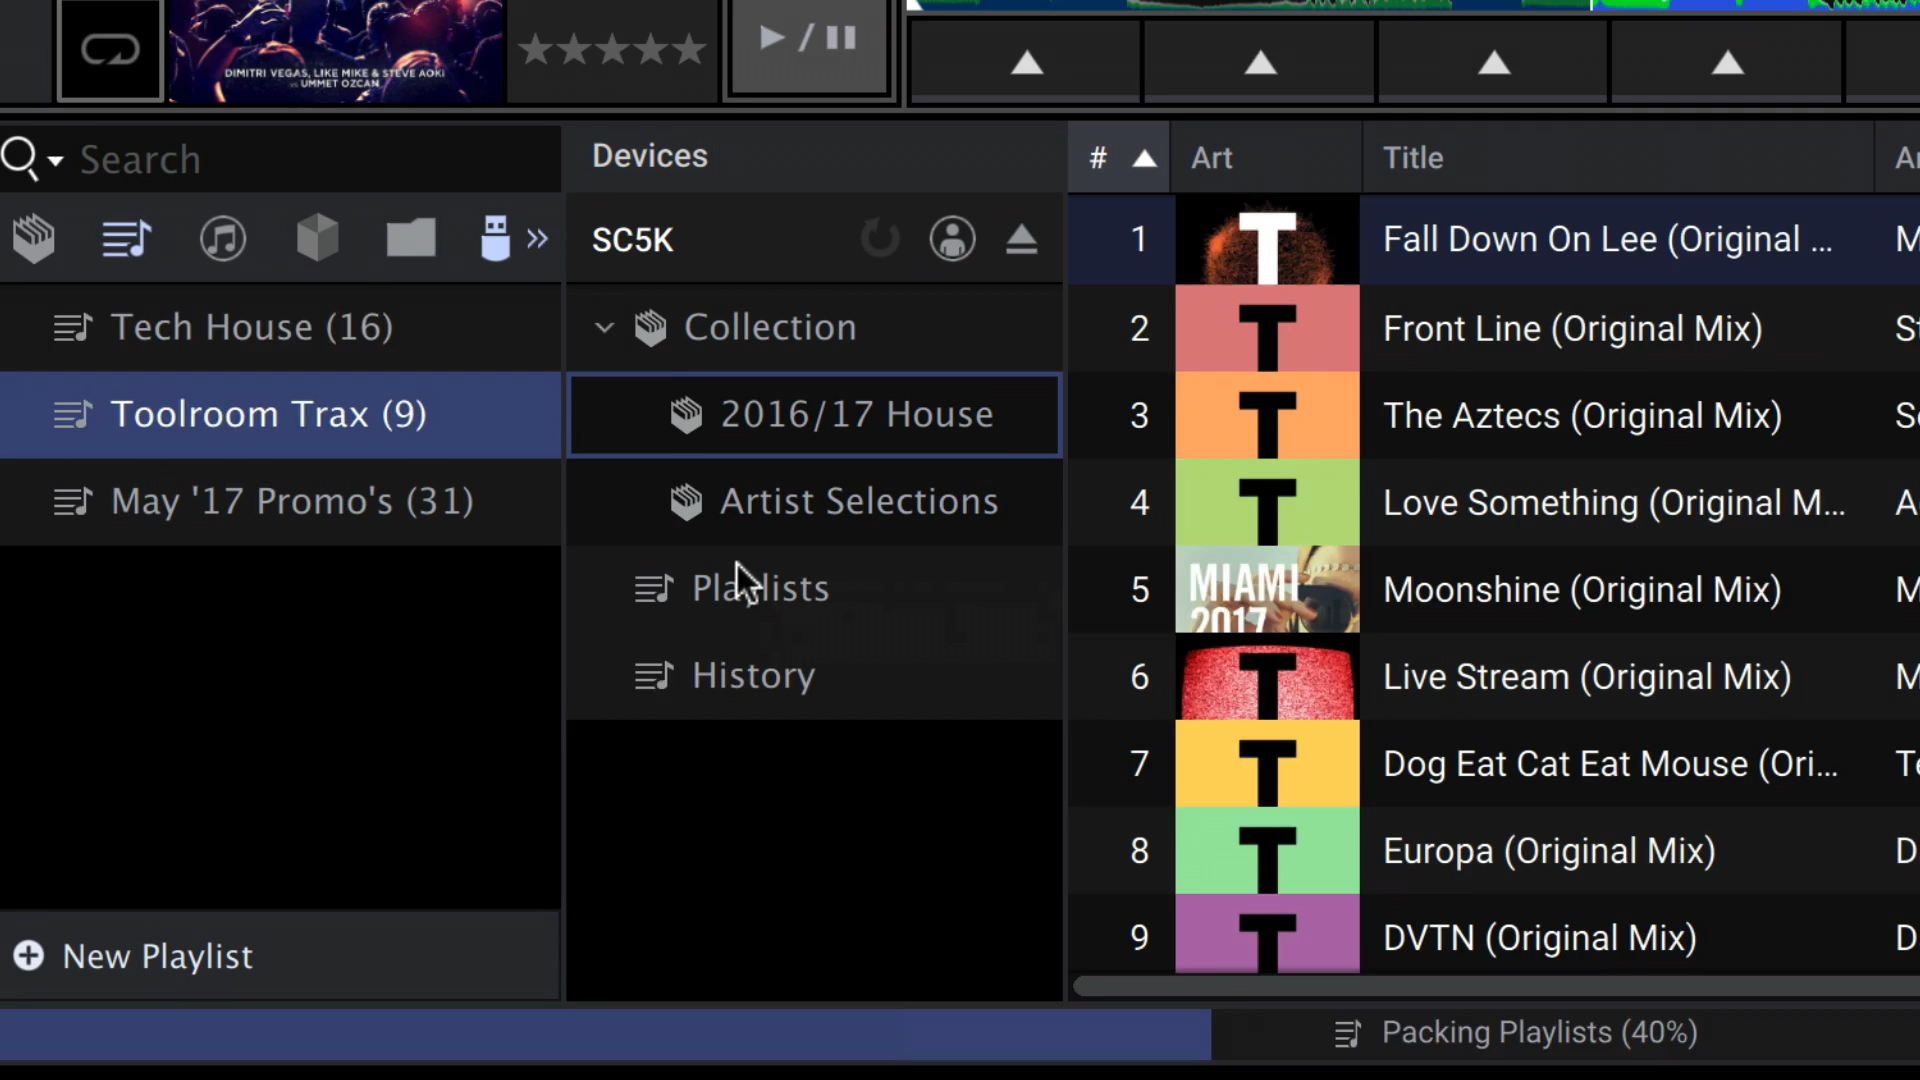 DIMITRI VEGAS, LIKE MIKE & STEVE AOKI
VS UMMET OZCAN
Search
Devices
# Art Title
SC5K
Tech House (16)
Toolroom Trax (9)
May '17 Promo's (31)
New Playlist
Collection
2016/17 House
Artist Selections
Playlists
History
1 T Fall Down On Lee (Original ... M
2 T Front Line (Original Mix) St
3 T The Aztecs (Original Mix)
4 T Love Something (Original M...
5 MIAMI 2017 Moonshine (Original Mix) M
6 T Live Stream (Original Mix) M
7 T Dog Eat Cat Eat Mouse (Ori... Te
8 T Europa (Original Mix) D
9 T DVTN (Original Mix) D
Packing Playlists (40%)